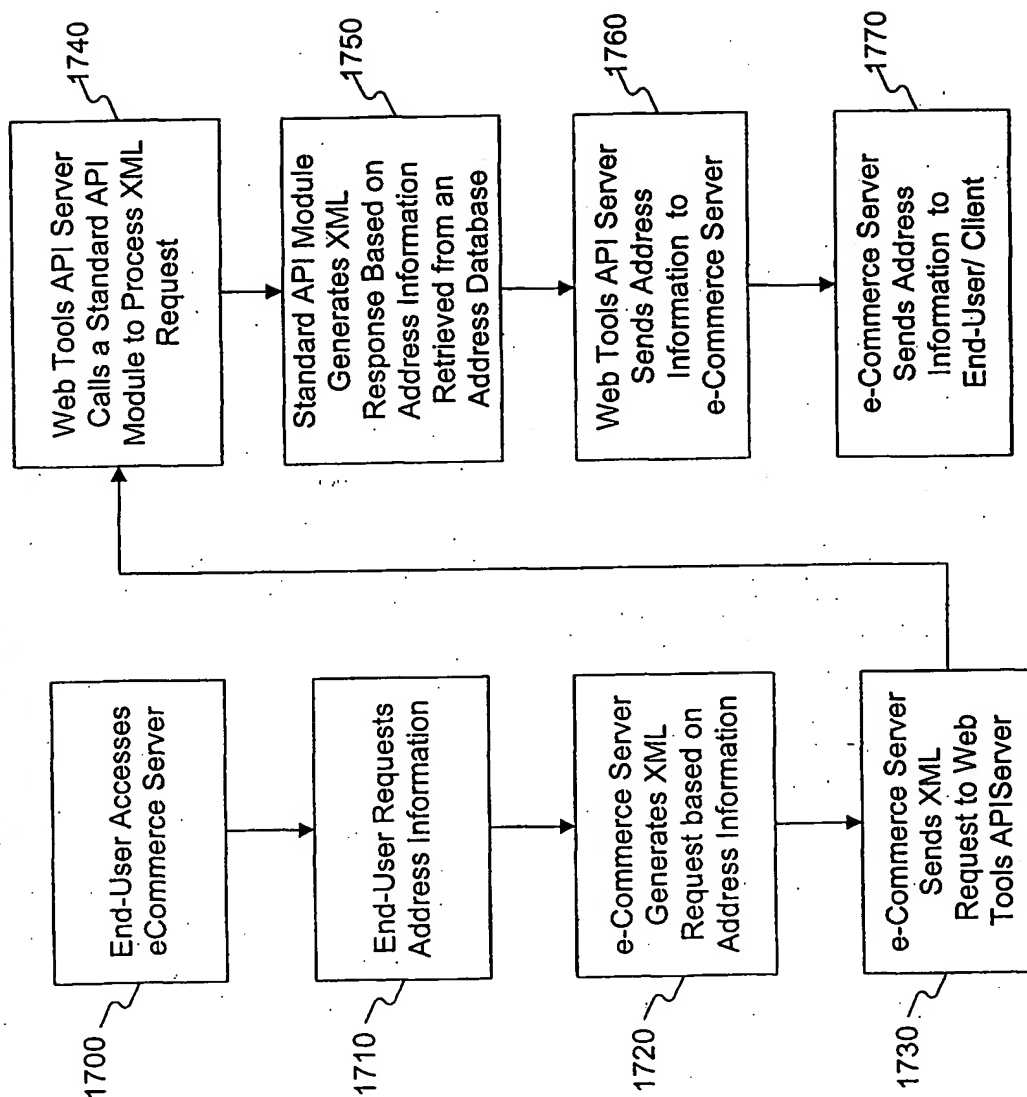 1700
End-User Accesses
eCommerce Server
1710
End-User Requests
Address Information
1720
e-Commerce Server
Generates XML
Request based on
Address Information
1730
e-Commerce Server
Sends XML
Request to Web
Tools APIServer
1740
Web Tools API Server
Calls a Standard API
Module to Process XML
Request
1750
Standard API Module
Generates XML
Response Based on
Address Information
Retrieved from an
Address Database
1760
Web Tools API Server
Sends Address
Information to
e-Commerce Server
1770
e-Commerce Server
Sends Address
Information to
End-User/ Client